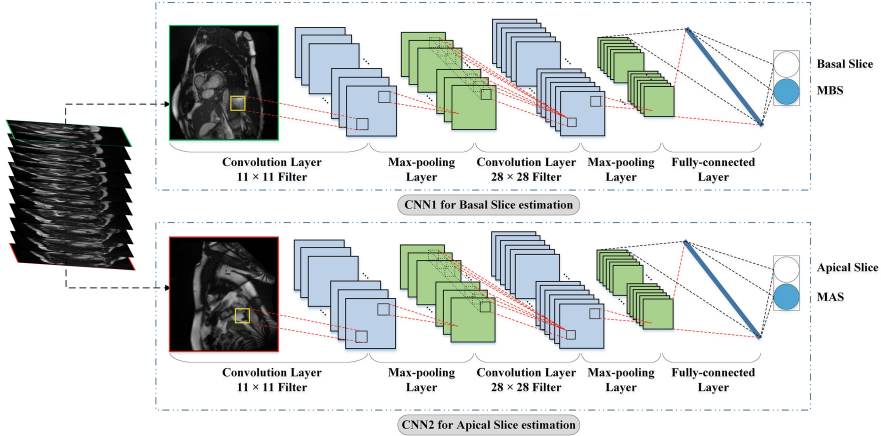 Basal Slice
MBS
Convolution Layer
11 × 11 Filter
Max-pooling
Layer
Convolution Layer
28 × 28 Filter
Max-pooling
Layer
Fully-connected
Layer
CNN1 for Basal Slice estimation
Apical Slice
MAS
Convolution Layer
11 × 11 Filter
Max-pooling
Layer
Convolution Layer
28 × 28 Filter
Max-pooling
Layer
Fully-connected
Layer
CNN2 for Apical Slice estimation